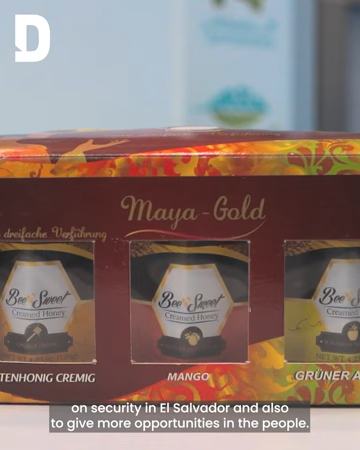 D
Maya-Gold
dreifache Verführung
Bee Sweet
Creamed Honey
Bee Sweet
Creamed Honey
Bee Sweet
Creamed Honey
TENHONIG CREMIG
MANGO
GRÜNER A
on security in El Salvador and also
to give more opportunities in the people.